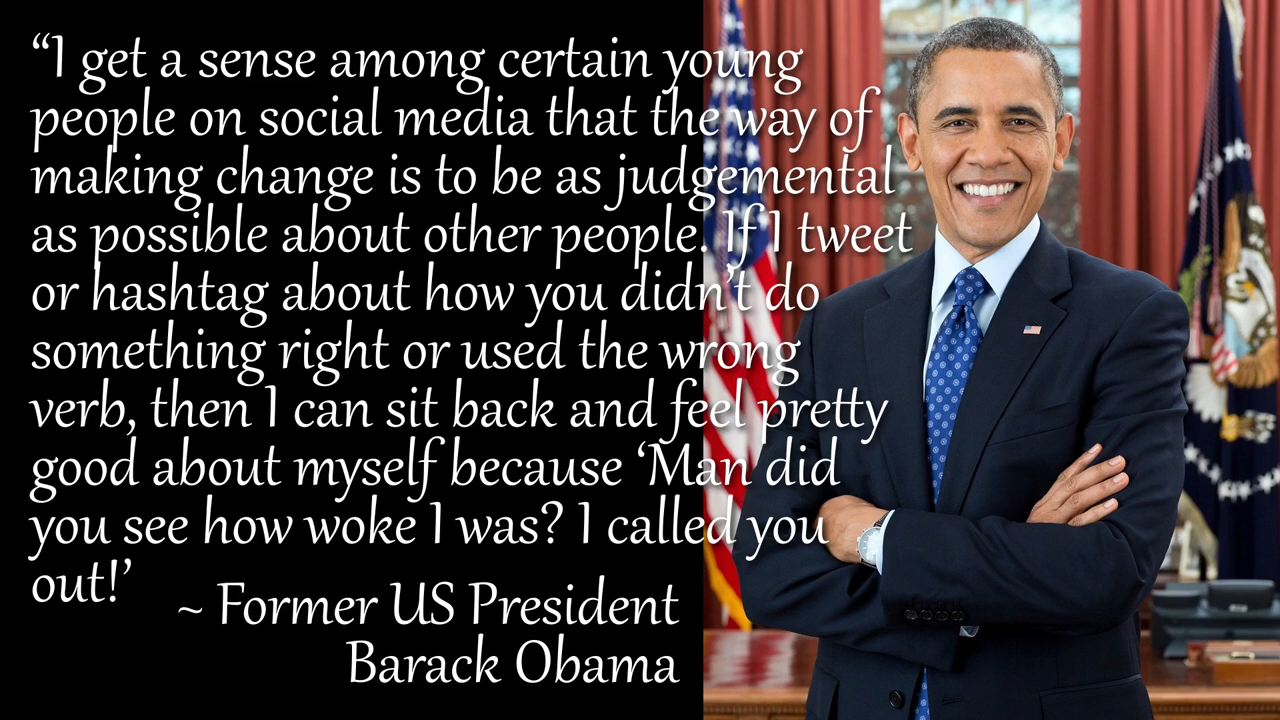 “I get a sense among certain young
people on social media that the way of
making change is to be as judgemental
as possible about other people. If I tweet
or hashtag about how you didn’t do
something right or used the wrong
verb, then I can sit back and feel pretty
good about myself because ‘Man did
you see how woke I was? I called you
out!’
~ Former US President
Barack Obama